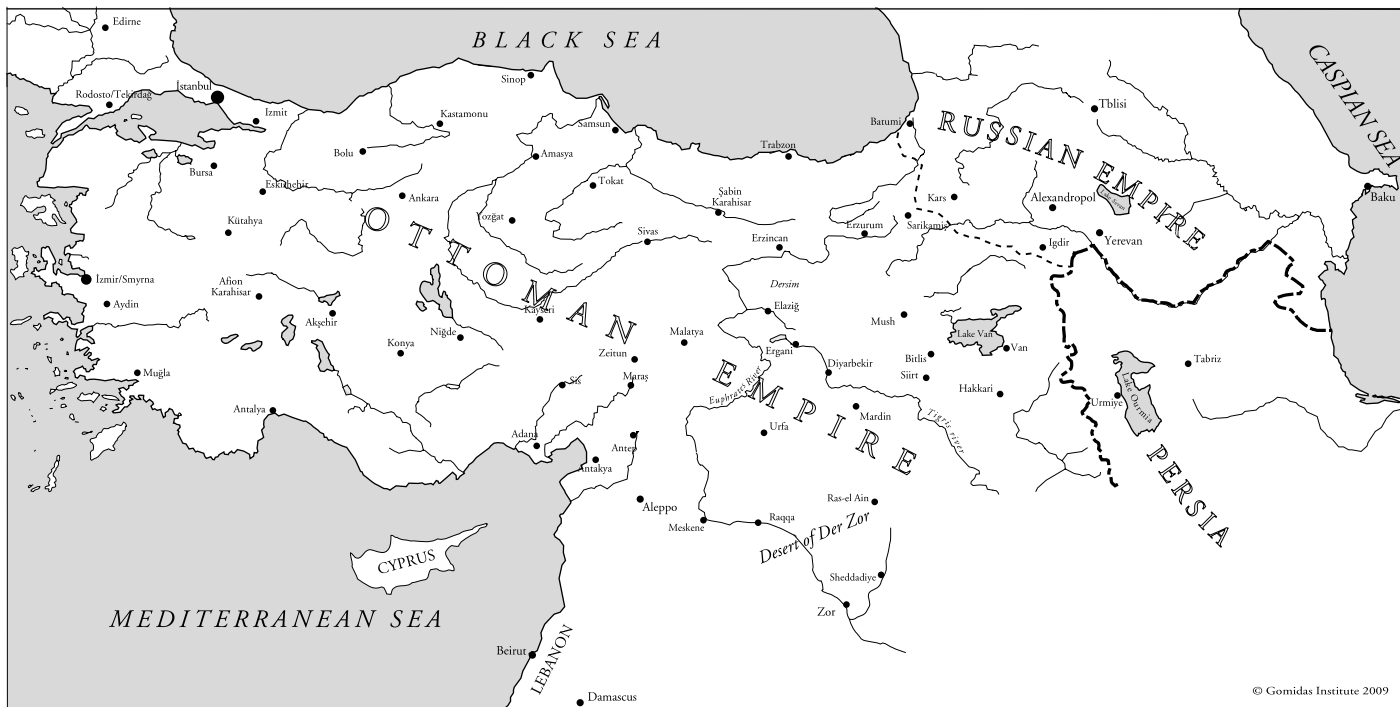 Edirne
BLACK SEA
CASPIAN SEA
Sinop
Rodosto/Tekirdağ
İstanbul
Izmit
Kastamonu
Samsun
Batumi
Tblisi
RUSSIAN EMPIRE
Bolu
Amasya
Trabzon
Bursa
Eskishehir
Ankara
Tokat
Şabin
Karahisar
Kars
Alexandropol
Lake Sevan
Baku
Kütahya
OTTOMAN EMPIRE
Yozğat
Sivas
Erzincan
Erzurum
Sarikamiş
Igdir
Yerevan
İzmir/Smyrna
Afion
Karahisar
Dersim
Aydin
Akşehir
Kayseri
Elaziğ
Mush
Lake Van
Van
Konya
Niğde
Malatya
Zeitun
Ergani
Bitlis
Tabriz
Muğla
Sis
Maraş
Diyarbekir
Siirt
Hakkari
Urmiye
Lake Ourmia
Euphrates River
Antalya
Mardin
Tigris river
Adana
Antep
Urfa
Antakya
PERSIA
Aleppo
Meskene
Raqqa
Ras-el Ain
Desert of Der Zor
CYPRUS
Sheddadiye
Zor
MEDITERRANEAN SEA
Beirut
LEBANON
Damascus
© Gomidas Institute 2009